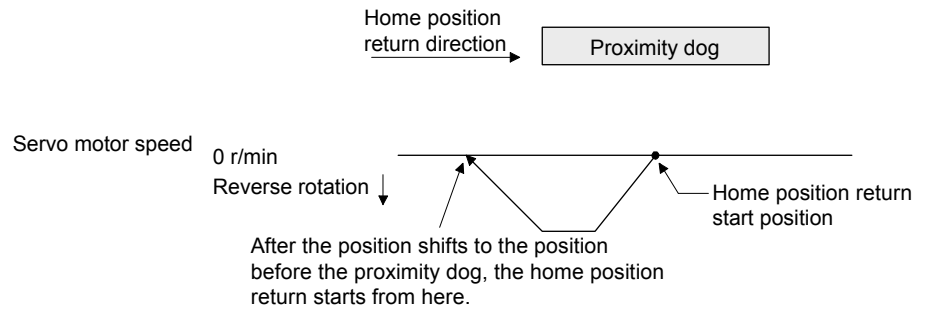 Home position
return direction
Proximity dog
Servo motor speed
0 r/min
Reverse rotation
Home position return
start position
After the position shifts to the position
before the proximity dog, the home position
return starts from here.